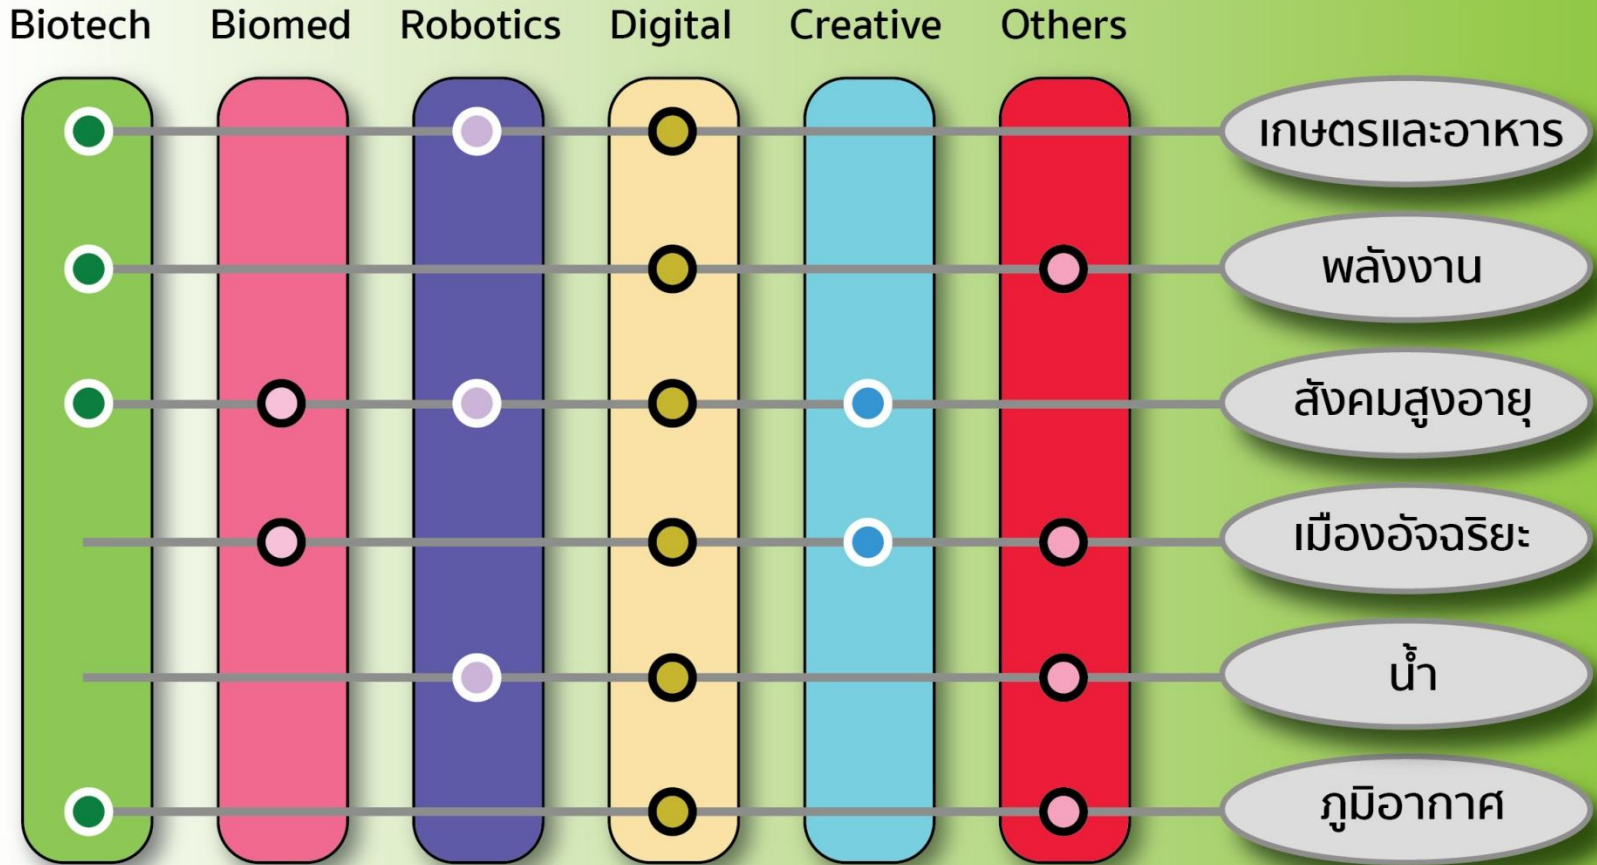 Biotech Biomed Robotics Digital Creative Others
เกษตรและอาหาร
พลังงาน
สังคมสูงอายุ
เมืองอัจฉริยะ
น้ำ
ภูมิอากาศ